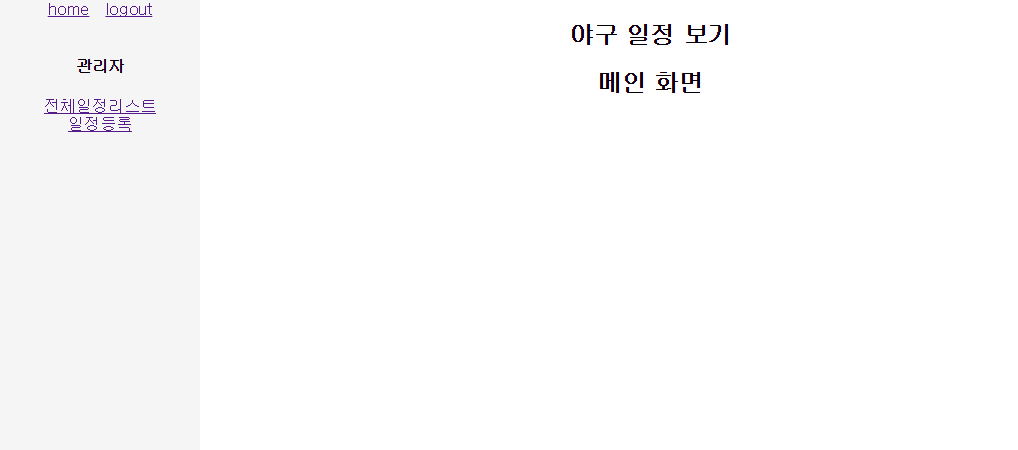 home logout
관리자
전체일정리스트
일정등록
야구 일정 보기
메인 화면